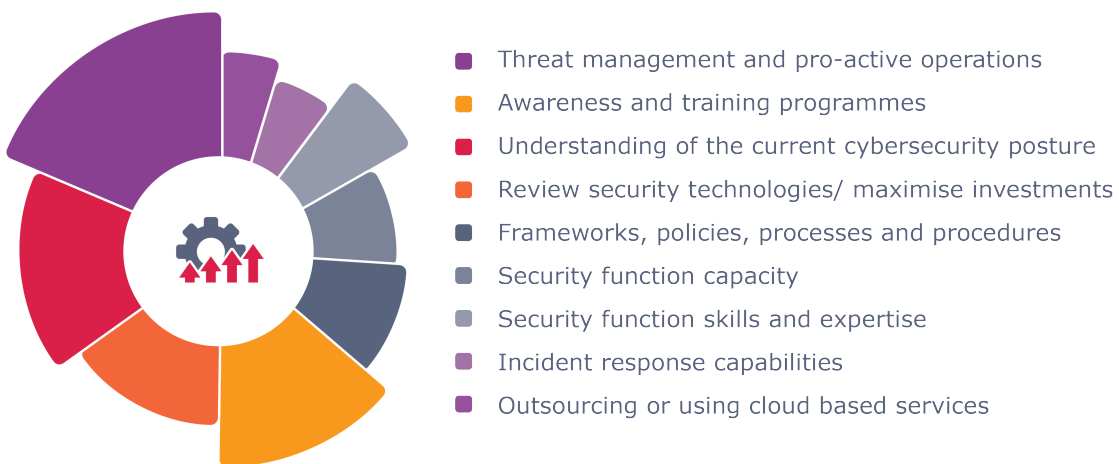 Threat management and pro-active operations
Awareness and training programmes
Understanding of the current cybersecurity posture
Review security technologies/ maximise investments
Frameworks, policies, processes and procedures
Security function capacity
Security function skills and expertise
Incident response capabilities
Outsourcing or using cloud based services